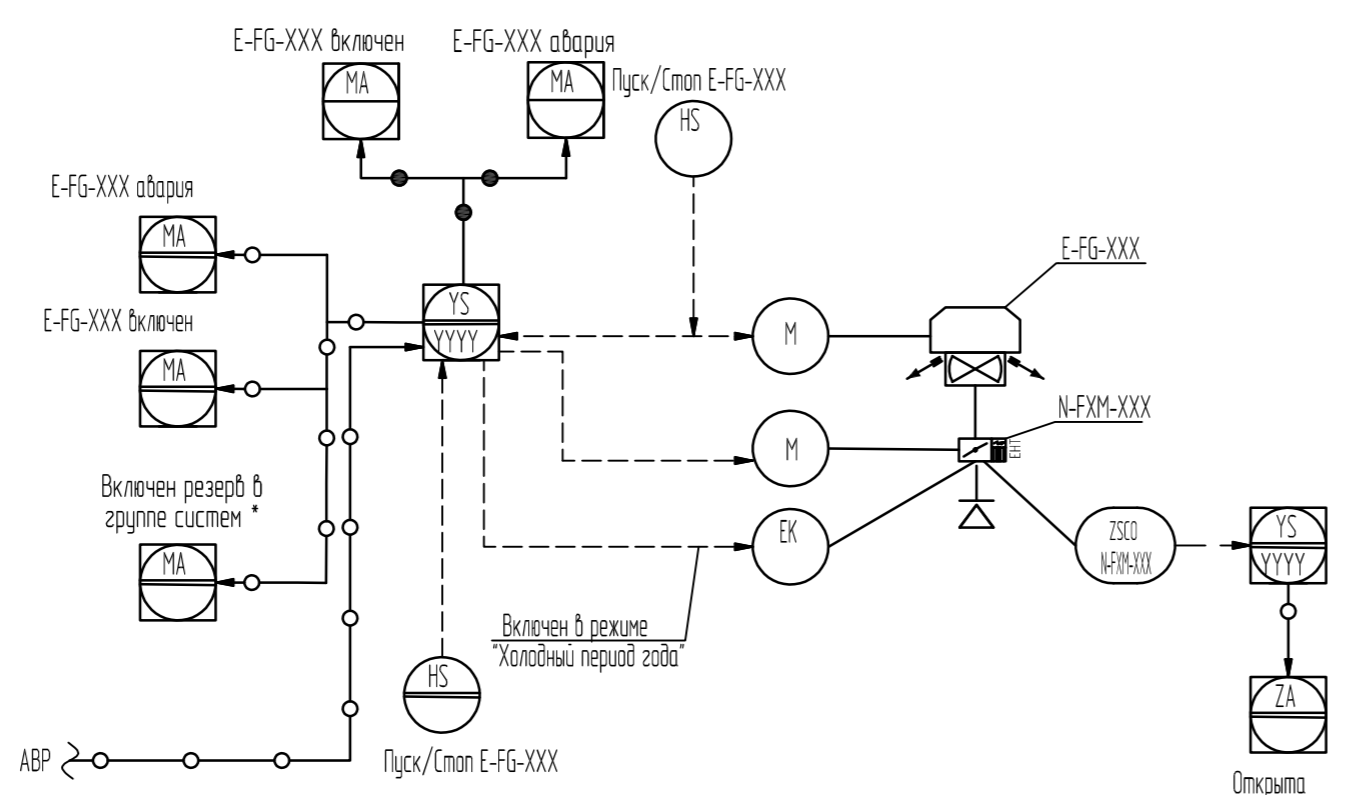 E-FG-XXX включен
E-FG-XXX авария
MA
MA
Пуск/Стоп E-FG-XXX
HS
E-FG-XXX авария
MA
E-FG-XXX
YS
YYYY
E-FG-XXX включен
M
MA
N-FXM-XXX
M
EHT
Включен резерв в
группе систем *
MA
EK
ZSCO
N-FXM-XXX
YS
YYYY
Включен в режиме
"Холодный период года"
HS
ZA
Пуск/Стоп E-FG-XXX
АВР
Открыта